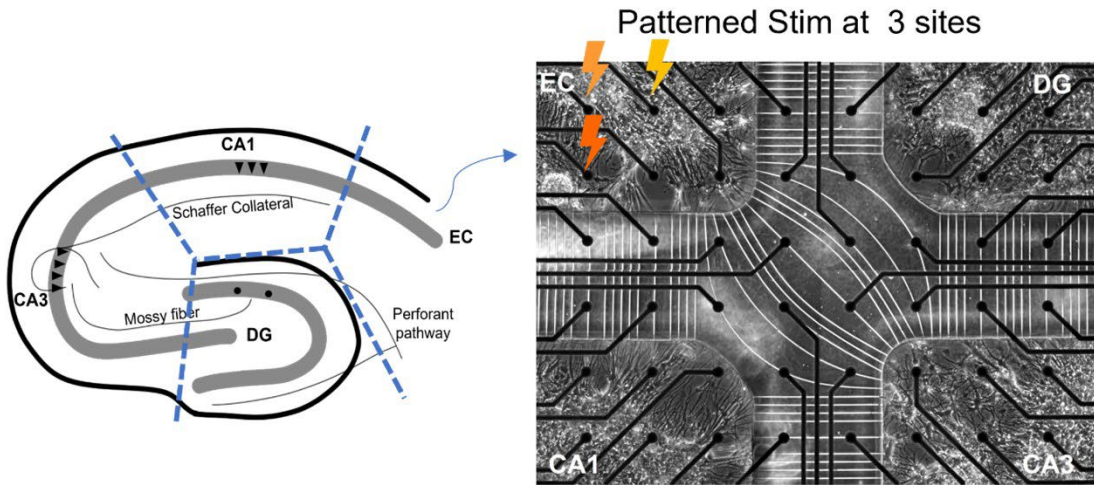 Patterned Stim at 3 sites
CA1
Schaffer Collateral
EC
CA3
Mossy fiber
DG
Perforant
pathway
EC
DG
CA1
CA3